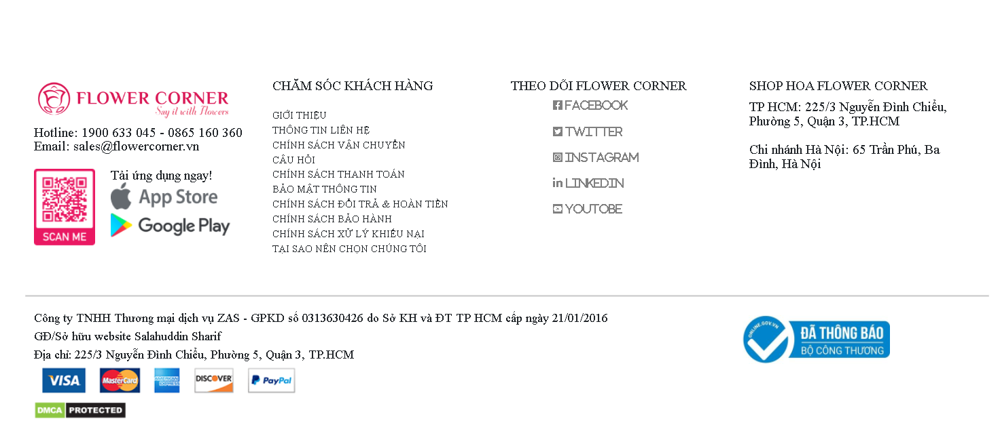 FLOWER CORNER
Say it with Flowers
Hotline: 1900 633 045 - 0865 160 360
Email: sales@flowercorner.vn
SCAN ME
Tải ứng dụng ngay!
App Store
Google Play
CHĂM SÓC KHÁCH HÀNG
GIỚI THIỆU
THÔNG TIN LIÊN HỆ
CHÍNH SÁCH VẬN CHUYỂN
CÂU HỎI
CHÍNH SÁCH THANH TOÁN
BẢO MẬT THÔNG TIN
CHÍNH SÁCH ĐỔI TRẢ & HOÀN TIỀN
CHÍNH SÁCH BẢO HÀNH
CHÍNH SÁCH XỬ LÝ KHIẾU NẠI
TẠI SAO NÊN CHỌN CHÚNG TÔI
THEO DÕI FLOWER CORNER
FACEBOOK
TWITTER
INSTAGRAM
LINKEDIN
YOUTOBE
SHOP HOA FLOWER CORNER
TP HCM: 225/3 Nguyễn Đình Chiểu,
Phường 5, Quận 3, TP.HCM
Chi nhánh Hà Nội: 65 Trần Phú, Ba
Đình, Hà Nội
Công ty TNHH Thương mại dịch vụ ZAS - GPKD số 0313630426 do Sở KH và ĐT TP HCM cấp ngày 21/01/2016
GĐ/Sở hữu website Salahuddin Sharif
Địa chỉ: 225/3 Nguyễn Đình Chiểu, Phường 5, Quận 3, TP.HCM
VISA
MasterCard
AMERICAN EXPRESS
DISCOVER
PayPal
DMCA PROTECTED
ONLINE.GOV.VN
ĐÃ THÔNG BÁO
BỘ CÔNG THƯƠNG